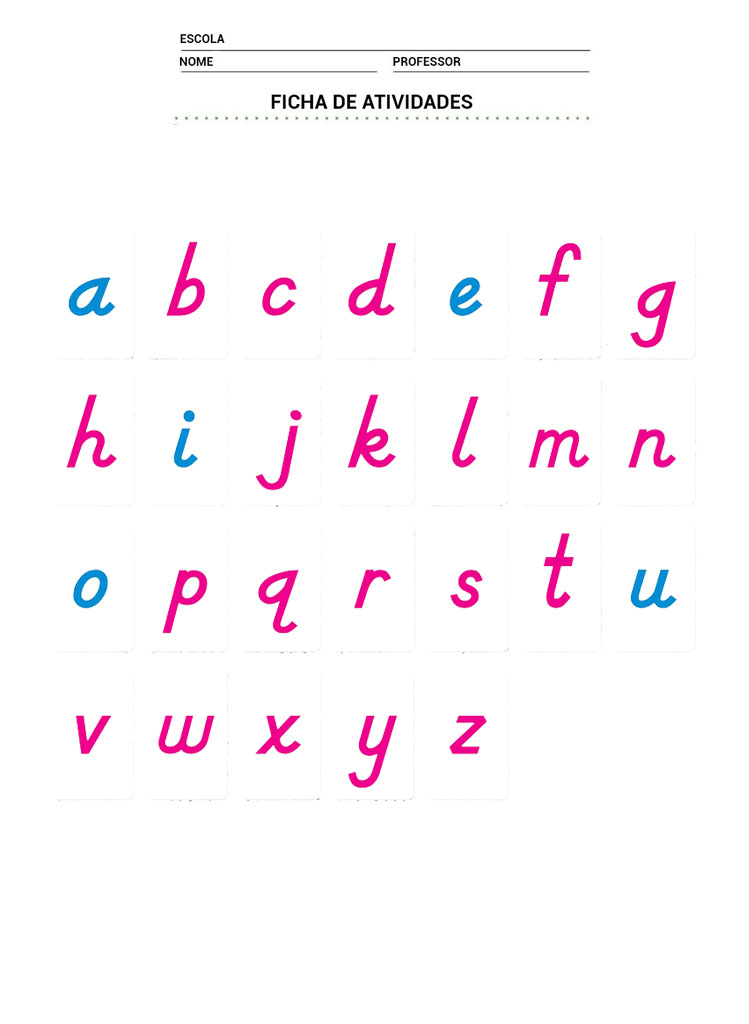 ESCOLA
NOME PROFESSOR
FICHA DE ATIVIDADES
a b c d e f g
h i j k l m n
o p q r s t u
v w x y z